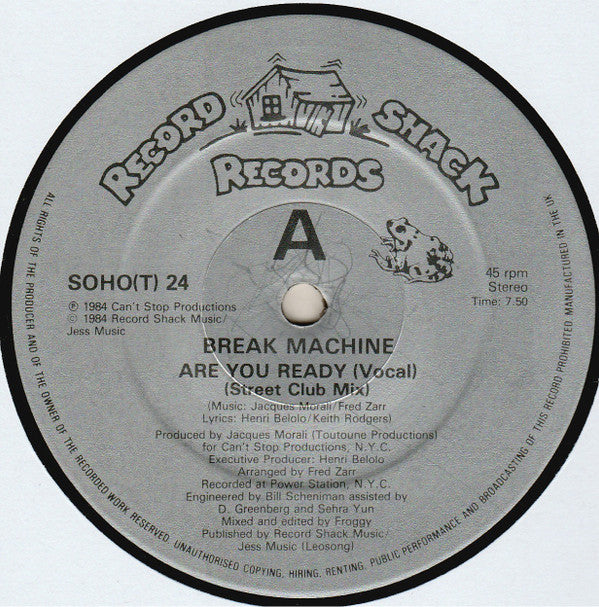 RECORD SHACK
RECORDS
A
SOHO(T) 24
℗ 1984 Can't Stop Productions
© 1984 Record Shack Music/
Jess Music
45 rpm
Stereo
Time: 7.50
BREAK MACHINE
ARE YOU READY (Vocal)
(Street Club Mix)
(Music: Jacques Morali/Fred Zarr
Lyrics: Henri Belolo/Keith Rodgers)
Produced by Jacques Morali (Toutoune Productions)
for Can't Stop Productions, N.Y.C.
Executive Producer: Henri Belolo
Arranged by Fred Zarr
Recorded at Power Station, N.Y.C.
Engineered by Bill Scheniman assisted by
D. Greenberg and Sehra Yun
Mixed and edited by Froggy
Published by Record Shack Music/
Jess Music (Leosong)
ALL RIGHTS OF THE PRODUCER AND OF THE OWNER OF THE RECORDED WORK RESERVED. UNAUTHORISED COPYING, HIRING, RENTING, PUBLIC PERFORMANCE AND BROADCASTING OF THIS RECORD PROHIBITED. MANUFACTURED IN THE UK